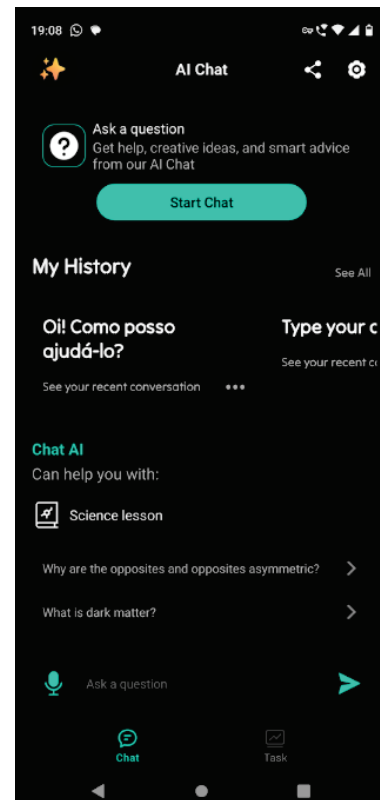 19:08
AI Chat
Ask a question
Get help, creative ideas, and smart advice
from our AI Chat
Start Chat
My History
See All
Oi! Como posso
ajudá-lo?
See your recent conversation
Type your c
See your recent c
Chat AI
Can help you with:
Science lesson
Why are the opposites and opposites asymmetric?
What is dark matter?
Ask a question
Chat
Task